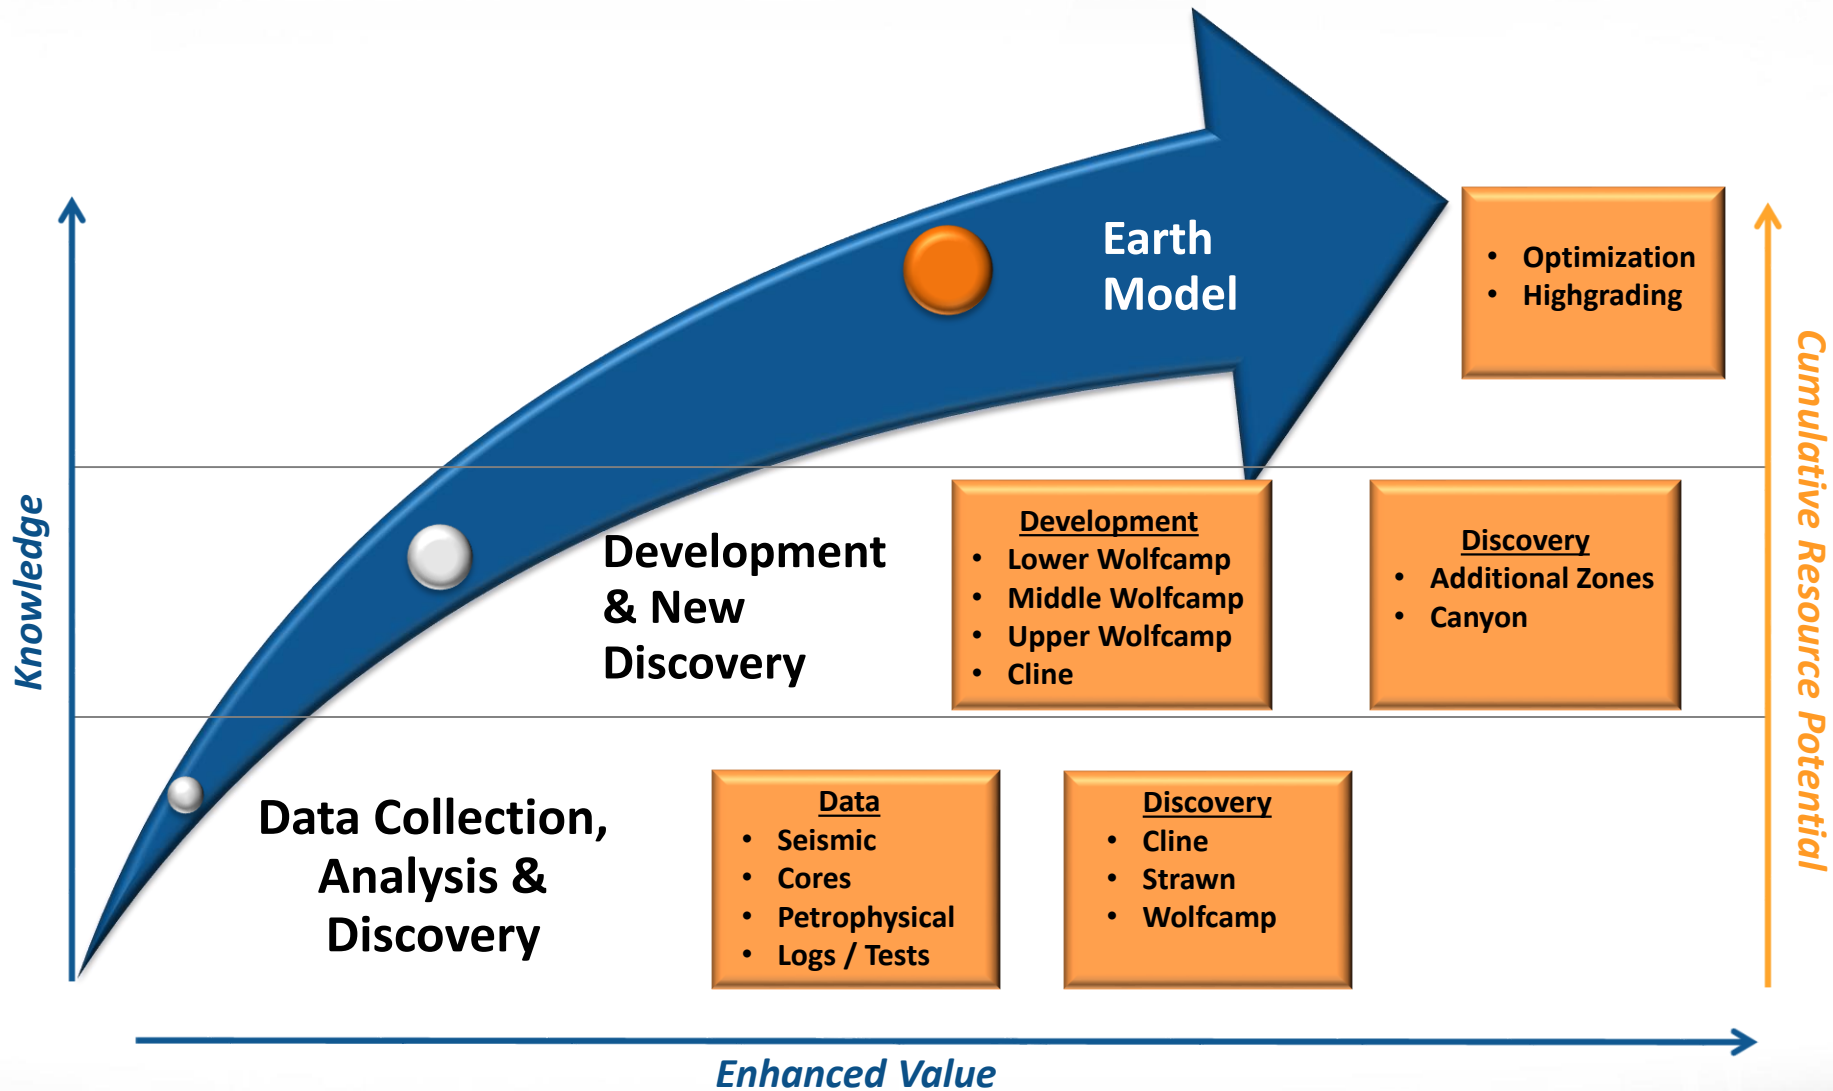 Earth
Model
• Optimization
• Highgrading
Knowledge
Cumulative Resource Potential
Development
& New
Discovery
Development
• Lower Wolfcamp
• Middle Wolfcamp
• Upper Wolfcamp
• Cline
Discovery
• Additional Zones
• Canyon
Data Collection,
Analysis &
Discovery
Data
• Seismic
• Cores
• Petrophysical
• Logs / Tests
Discovery
• Cline
• Strawn
• Wolfcamp
Enhanced Value